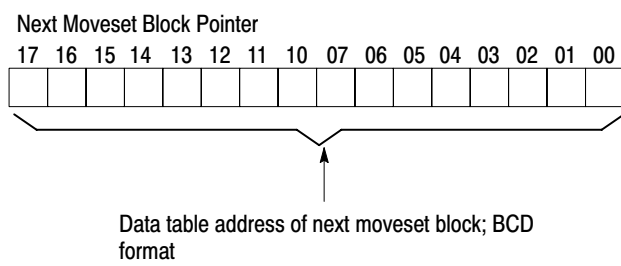 Next Moveset Block Pointer
17 16 15 14 13 12 11 10 07 06 05 04 03 02 01 00
Data table address of next moveset block; BCD
format